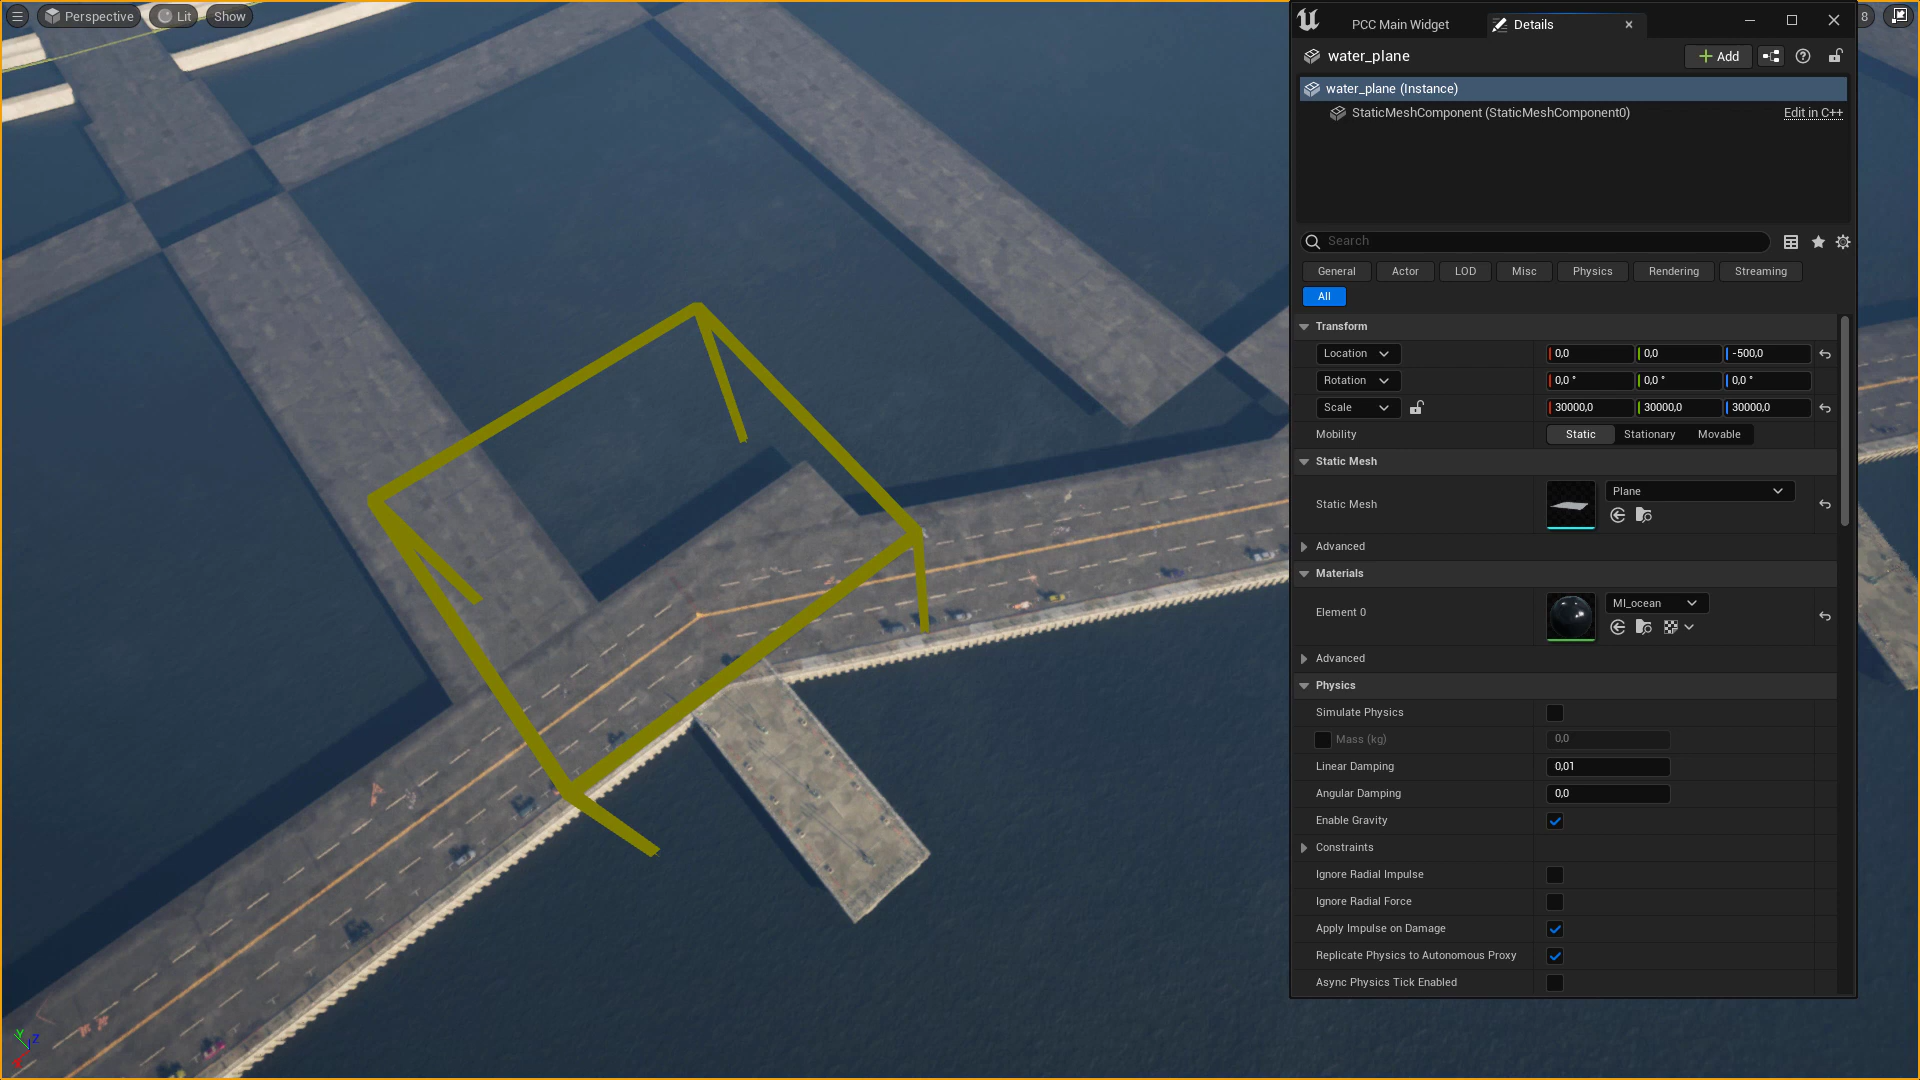 Perspective
Lit
Show
8
PCC Main Widget
Details
water_plane
Add
water_plane (Instance)
StaticMeshComponent (StaticMeshComponent0)
Edit in C++
Search
General
Actor
LOD
Misc
Physics
Rendering
Streaming
All
Transform
Location
0,0
0,0
-500,0
Rotation
0,0 °
0,0 °
0,0 °
Scale
30000,0
30000,0
30000,0
Mobility
Static
Stationary
Movable
Static Mesh
Static Mesh
Plane
Advanced
Materials
Element 0
MI_ocean
Advanced
Physics
Simulate Physics
Mass (kg)
0,0
Linear Damping
0,01
Angular Damping
0,0
Enable Gravity
Constraints
Ignore Radial Impulse
Ignore Radial Force
Apply Impulse on Damage
Replicate Physics to Autonomous Proxy
Async Physics Tick Enabled
Y
Z
X